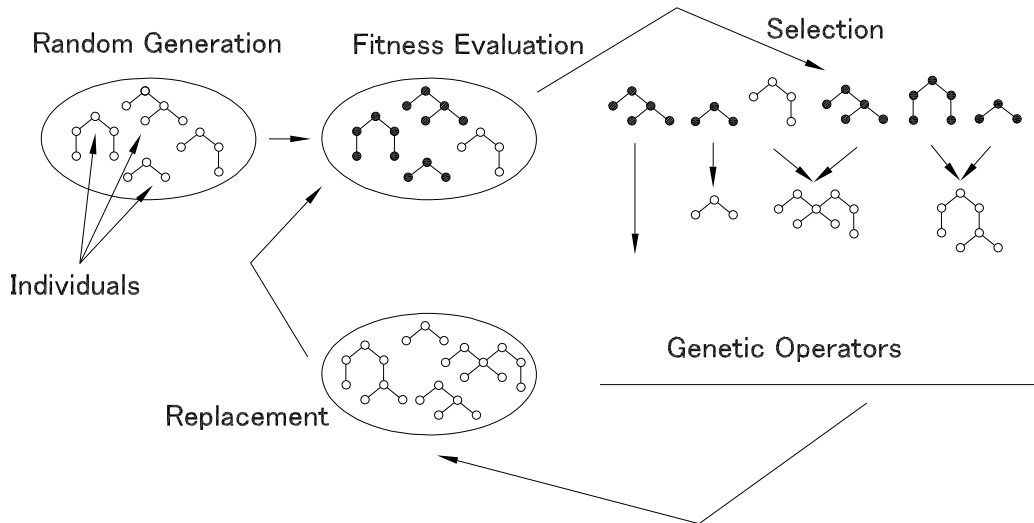 Random Generation
Fitness Evaluation
Selection
Individuals
Genetic Operators
Replacement